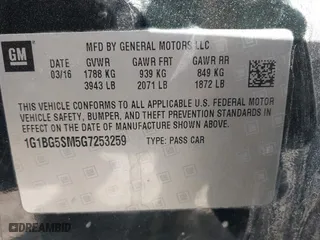 GM
MFD BY GENERAL MOTORS LLC
03/16 GVWR GAWR FRT GAWR RR
1788 KG 939 KG 849 KG
3943 LB 2071 LB 1872 LB
THIS VEHICLE CONFORMS TO ALL APPLICABLE U.S. FEDERAL MOTOR
VEHICLE SAFETY, BUMPER, AND THEFT PREVENTION STANDARDS
IN EFFECT ON THE DATE OF MANUFACTURE SHOWN ABOVE.
1G1BG5SM5G7253259 TYPE: PASS CAR